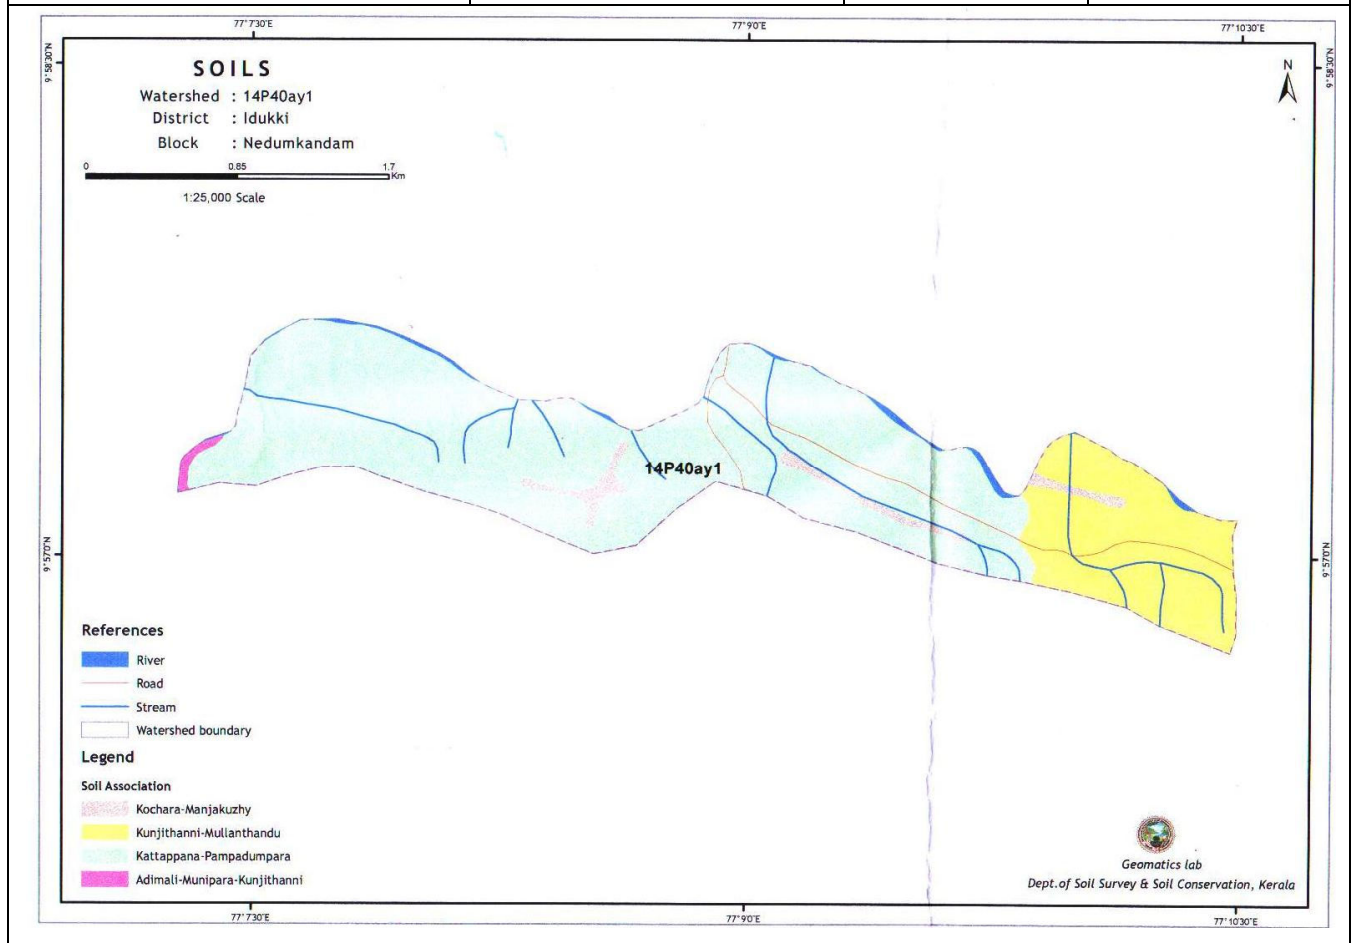 77°7'30"E 77°9'0"E 77°10'30"E
9°58'30"N 9°58'30"N
SOILS
N
Watershed : 14P40ay1
District : Idukki
Block : Nedumkandam
0 0.85 1.7
Km
1:25,000 Scale
14P40ay1
9°57'0"N 9°57'0"N
References
River
Road
Stream
Watershed boundary
Legend
Soil Association
Kochara-Manjakuzhy
Kunjithanni-Mullanthandu
Kattappana-Pampadumpara
Adimali-Munipara-Kunjithanni
Geomatics lab
Dept.of Soil Survey & Soil Conservation, Kerala
77°7'30"E 77°9'0"E 77°10'30"E